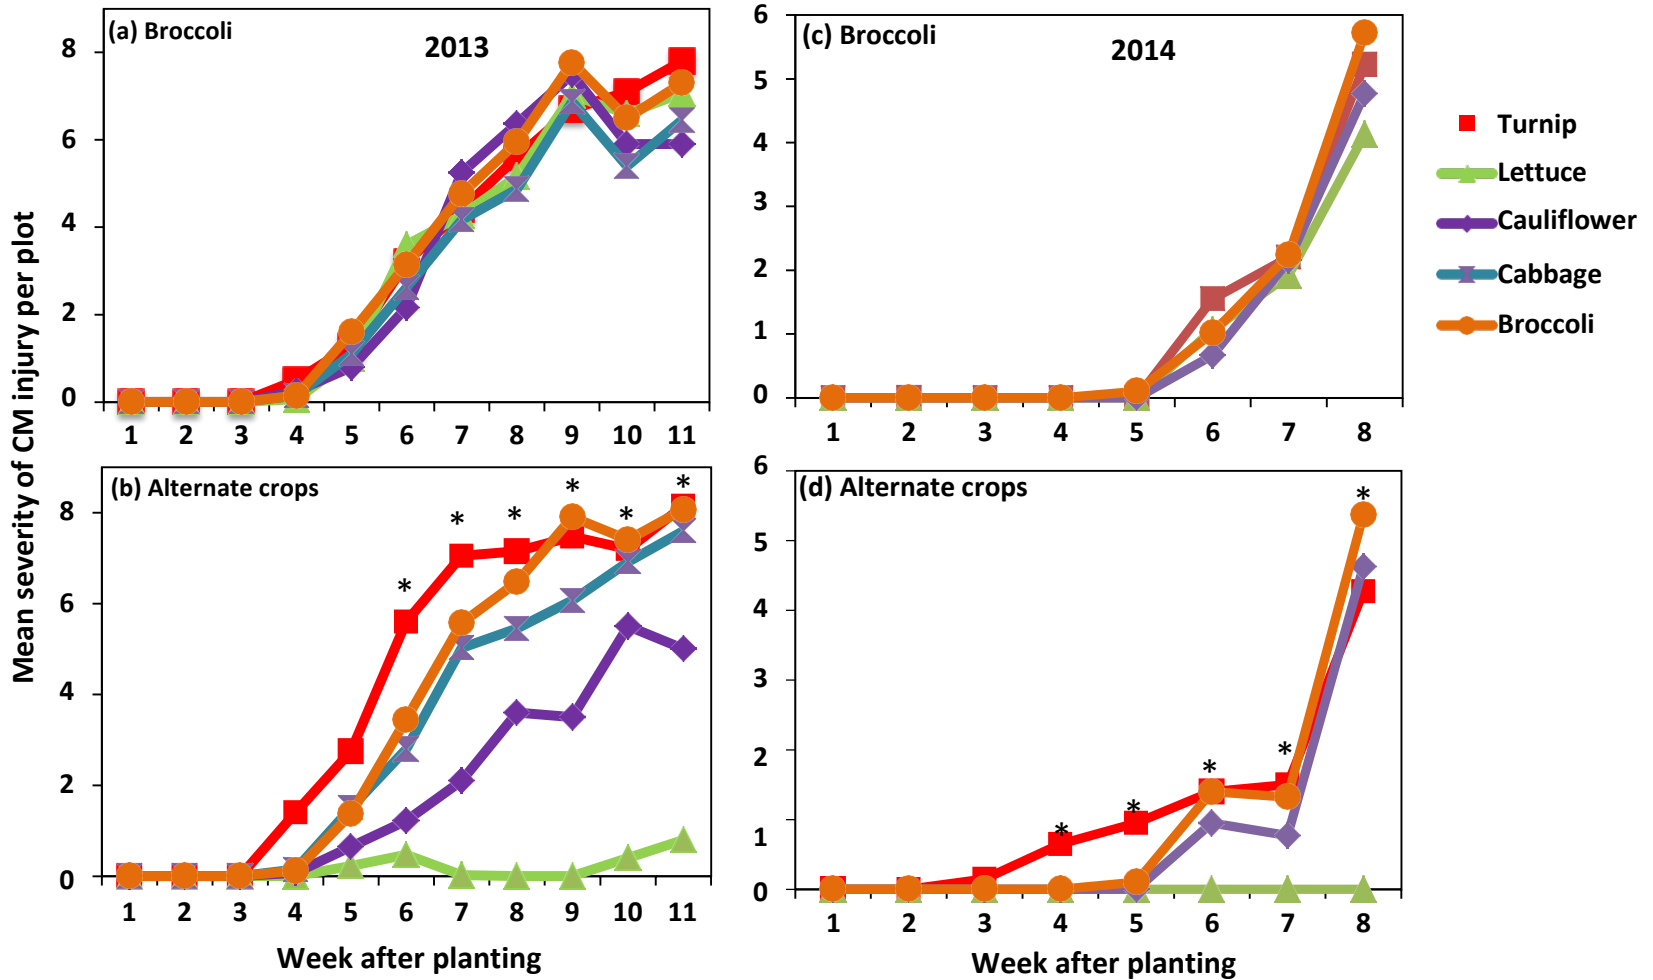 Mean severity of CM injury per plot
(a) Broccoli
2013
8
6
4
2
0
1 2 3 4 5 6 7 8 9 10 11
(c) Broccoli
2014
6
5
4
3
2
1
0
1 2 3 4 5 6 7 8
Turnip
Lettuce
Cauliflower
Cabbage
Broccoli
(b) Alternate crops
* * * * * *
8
6
4
2
0
1 2 3 4 5 6 7 8 9 10 11
Week after planting
(d) Alternate crops
* * * * *
6
5
4
3
2
1
0
1 2 3 4 5 6 7 8
Week after planting